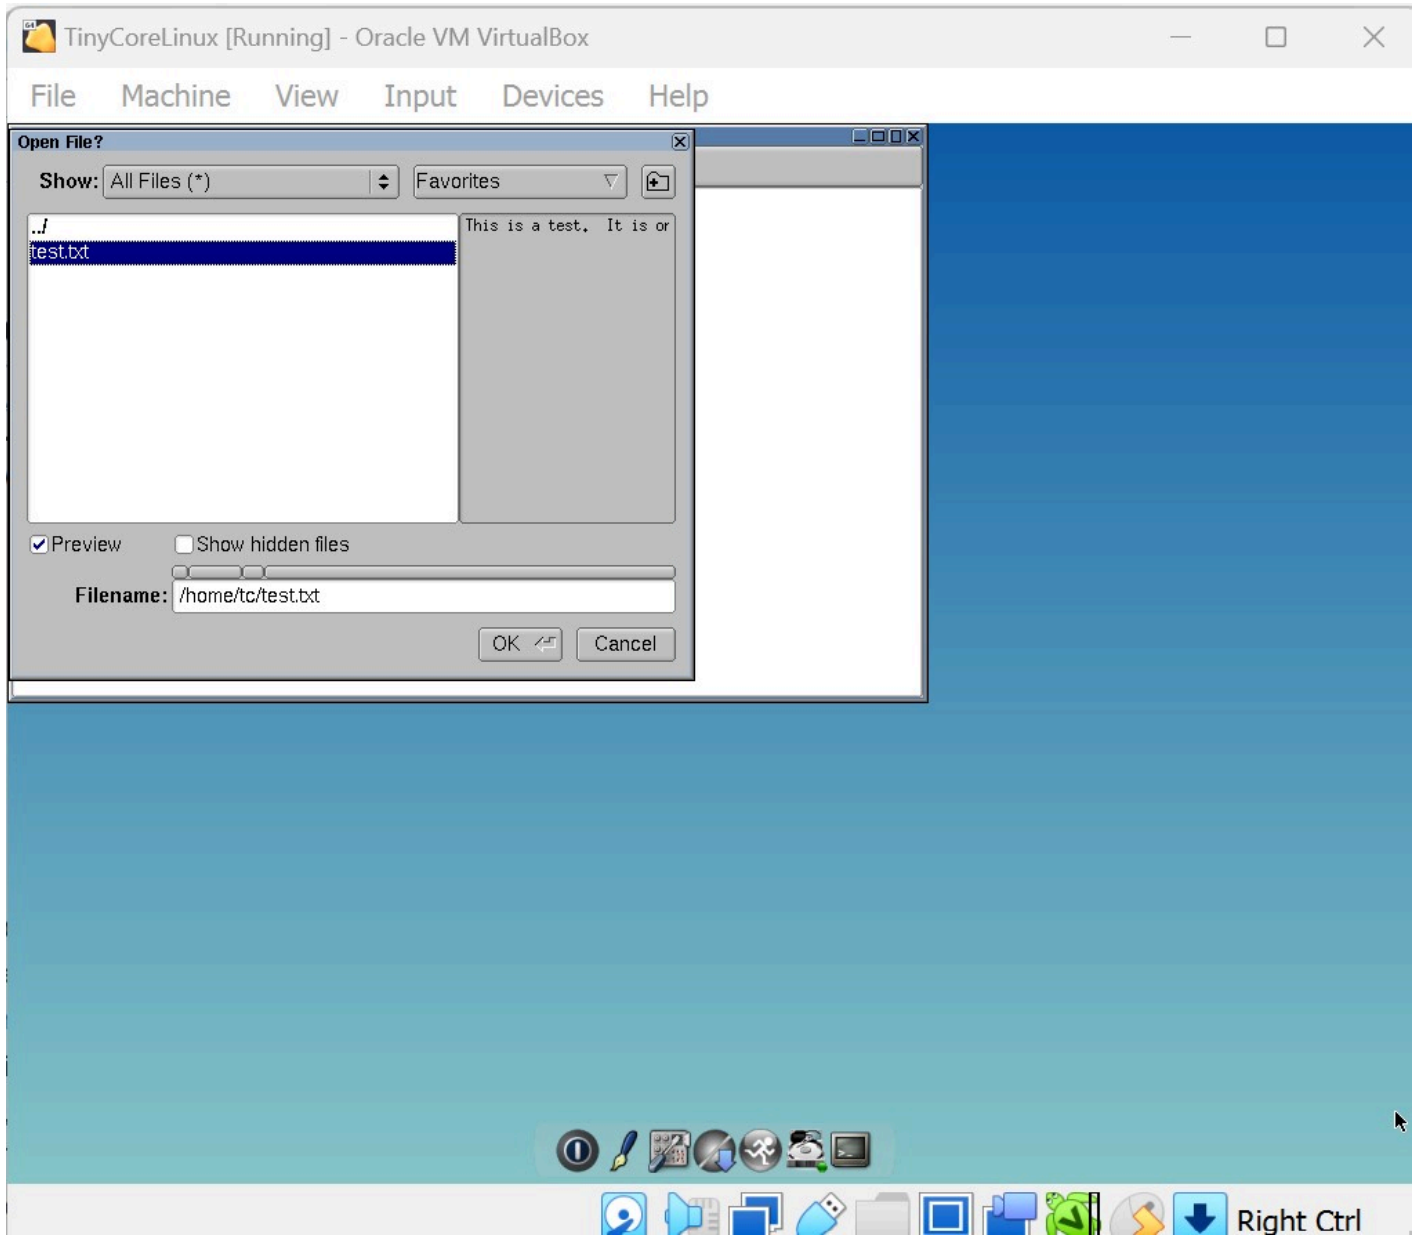 TinyCoreLinux [Running] - Oracle VM VirtualBox
File Machine View Input Devices Help
Open File?
Show: All Files (*) Favorites
../
test.txt
This is a test. It is or
Preview Show hidden files
Filename: /home/tc/test.txt
OK Cancel
Right Ctrl